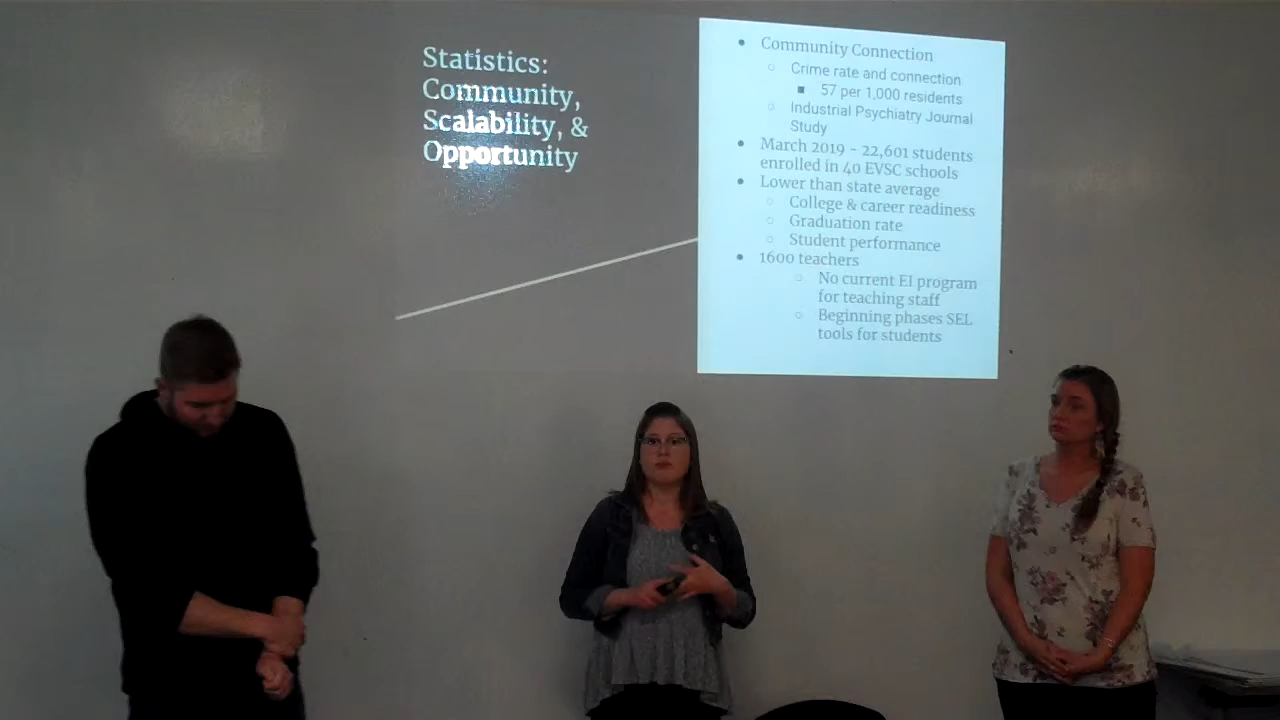 Statistics:
Community,
Scalability, &
Opportunity
Community Connection
Crime rate and connection
57 per 1,000 residents
Industrial Psychiatry Journal
Study
March 2019 - 22,601 students
enrolled in 40 EVSC schools
Lower than state average
College & career readiness
Graduation rate
Student performance
1600 teachers
No current EI program
for teaching staff
Beginning phases SEL
tools for students